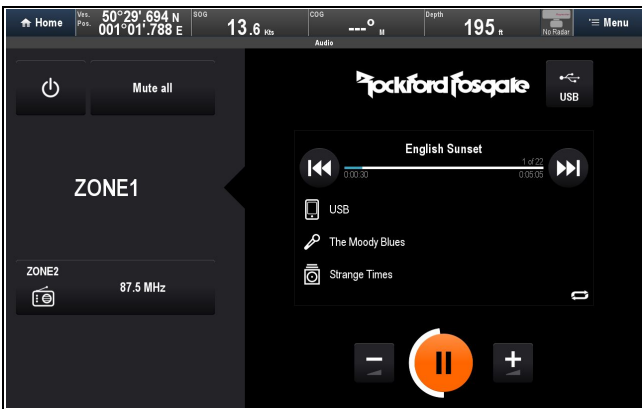 Home
Ves. Pos.
50°29'.694 N
001°01'.788 E
SOG
13.6 Kts
COG
---° M
Depth
195 ft
No Radar
Menu
Audio
Mute all
Rockford Fosgate
USB
ZONE1
English Sunset
1 of 22
0:00:30
0:05:05
USB
The Moody Blues
Strange Times
ZONE2
87.5 MHz